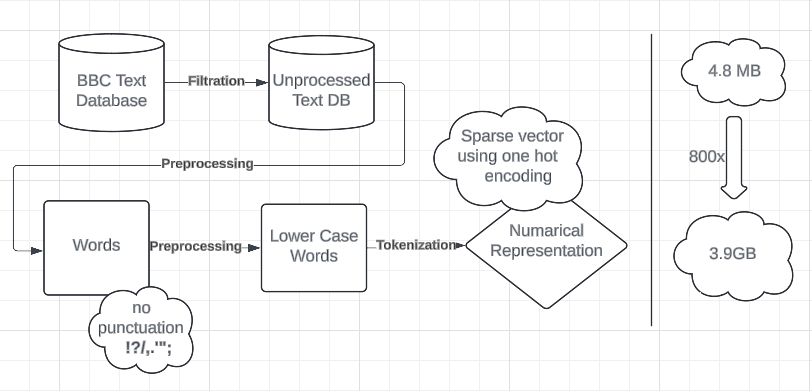 BBC Text
Database
Filtration
Unprocessed
Text DB
Preprocessing
Words
no
punctuation
!?/,.'";
Preprocessing
Lower Case
Words
Tokenization
Sparse vector
using one hot
encoding
Numerical
Representation
4.8 MB
800x
3.9GB